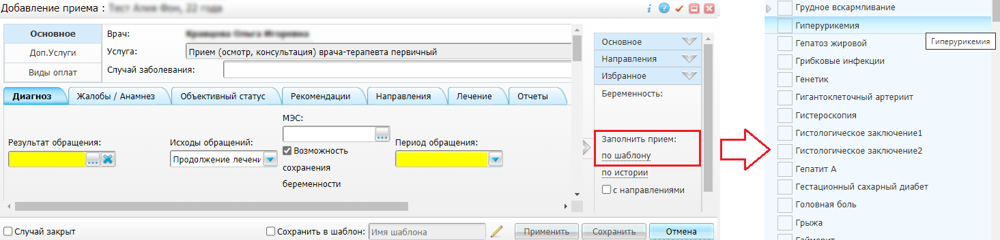 Добавление приема :
Основное
Доп.Услуги
Виды оплат
Врач:
Услуга:
Прием (осмотр, консультация) врача-терапевта первичный
Случай заболевания:
Диагноз
Жалобы / Анамнез
Объективный статус
Рекомендации
Направления
Лечение
Отчеты
МЭС:
Результат обращения:
Исходы обращений:
Продолжение лечени
Возможность
сохранения
беременности
Период обращения:
Основное
Направления
Избранное
Беременность:
Заполнить прием:
по шаблону
по истории
с направлениями
Случай закрыт
Сохранить в шаблон:
Имя шаблона
Применить
Сохранить
Отмена
Грудное вскармливание
Гиперурикемия
Гиперурикемия
Гепатоз жировой
Грибковые инфекции
Генетик
Гигантоклеточный артериит
Гистероскопия
Гистологическое заключение1
Гистологическое заключение2
Гепатит А
Гестационный сахарный диабет
Головная боль
Грыжа